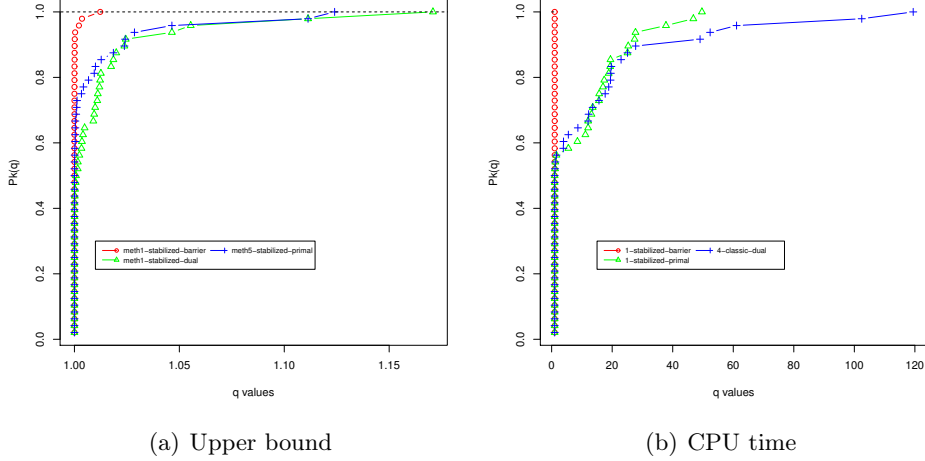 Pk(q)
1.0
0.8
0.6
0.4
0.2
0.0
meth1−stabilized−barrier
meth1−stabilized−dual
meth5−stabilized−primal
1.00 1.05 1.10 1.15
q values
(a) Upper bound
Pk(q)
1.0
0.8
0.6
0.4
0.2
0.0
1−stabilized−barrier
1−stabilized−primal
4−classic−dual
0 20 40 60 80 100 120
q values
(b) CPU time